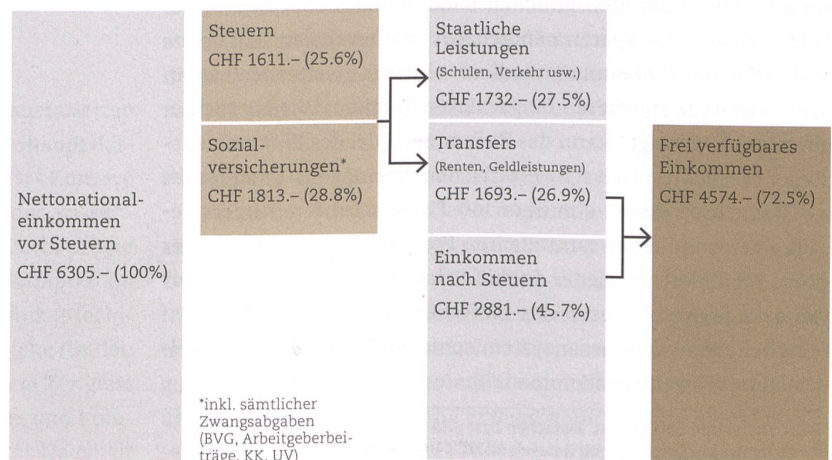 Nettonational-
einkommen
vor Steuern
CHF 6305.– (100%)
Steuern
CHF 1611.– (25.6%)
Sozial-
versicherungen*
CHF 1813.– (28.8%)
*inkl. sämtlicher
Zwangsabgaben
(BVG, Arbeitgeberbei-
träge, KK, UV)
Staatliche
Leistungen
(Schulen, Verkehr usw.)
CHF 1732.– (27.5%)
Transfers
(Renten, Geldleistungen)
CHF 1693.– (26.9%)
Einkommen
nach Steuern
CHF 2881.– (45.7%)
Frei verfügbares
Einkommen
CHF 4574.– (72.5%)